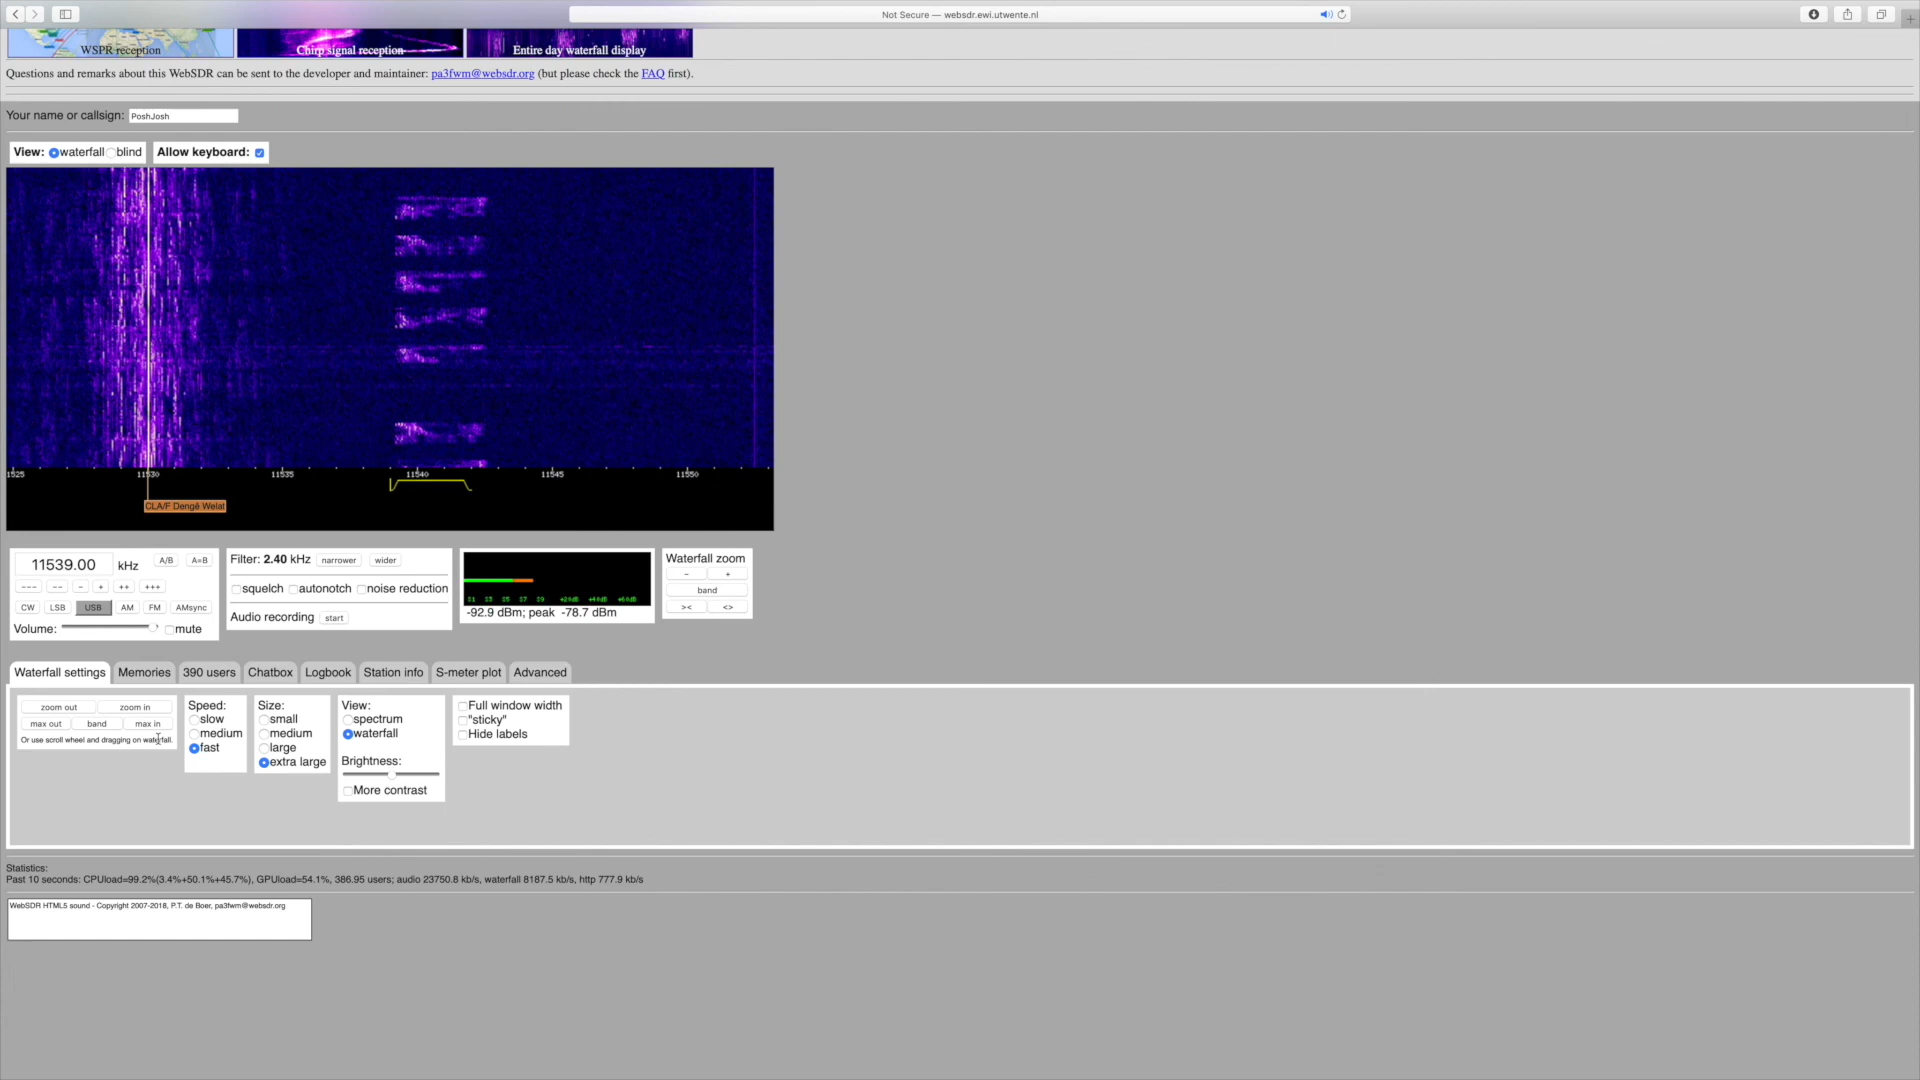 Not Secure — websdr.ewi.utwente.nl
WSPR reception
Chirp signal reception
Entire day waterfall display
Questions and remarks about this WebSDR can be sent to the developer and maintainer: pa3fwm@websdr.org (but please check the FAQ first).
Your name or callsign: PoshJosh
View: waterfall blind Allow keyboard:
11530 11535 11540 11545 11550
CLA/F Dengê Welat
11539.00 kHz A/B A=B
--- -- - + ++ +++
CW LSB USB AM FM AMsync
Volume: mute
Filter: 2.40 kHz narrower wider
squelch autonotch noise reduction
Audio recording start
S1 S3 S5 S7 S9 +20dB +40dB +60dB
-92.9 dBm; peak -78.7 dBm
Waterfall zoom
- +
band
>< <>
Waterfall settings Memories 390 users Chatbox Logbook Station info S-meter plot Advanced
zoom out zoom in
max out band max in
Or use scroll wheel and dragging on waterfall.
Speed:
slow
medium
fast
Size:
small
medium
large
extra large
View:
spectrum
waterfall
Brightness:
More contrast
Full window width
"sticky"
Hide labels
Statistics:
Past 10 seconds: CPUload=99.2%(3.4%+50.1%+45.7%), GPUload=54.1%, 386.95 users; audio 23750.8 kb/s, waterfall 8187.5 kb/s, http 777.9 kb/s
WebSDR HTML5 sound - Copyright 2007-2018, P.T. de Boer, pa3fwm@websdr.org